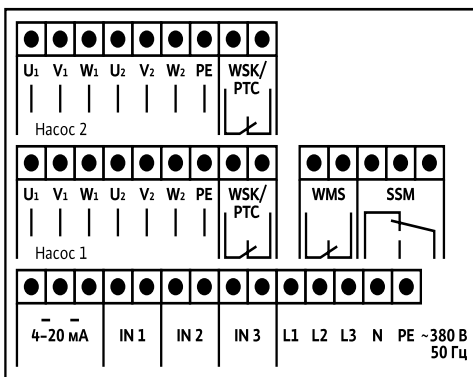 U1 V1 W1 U2 V2 W2 PE WSK/
PTC
Насос 2
U1 V1 W1 U2 V2 W2 PE WSK/
PTC
WMS SSM
Насос 1
4–20 мА IN 1 IN 2 IN 3 L1 L2 L3 N PE ~380 В
50 Гц